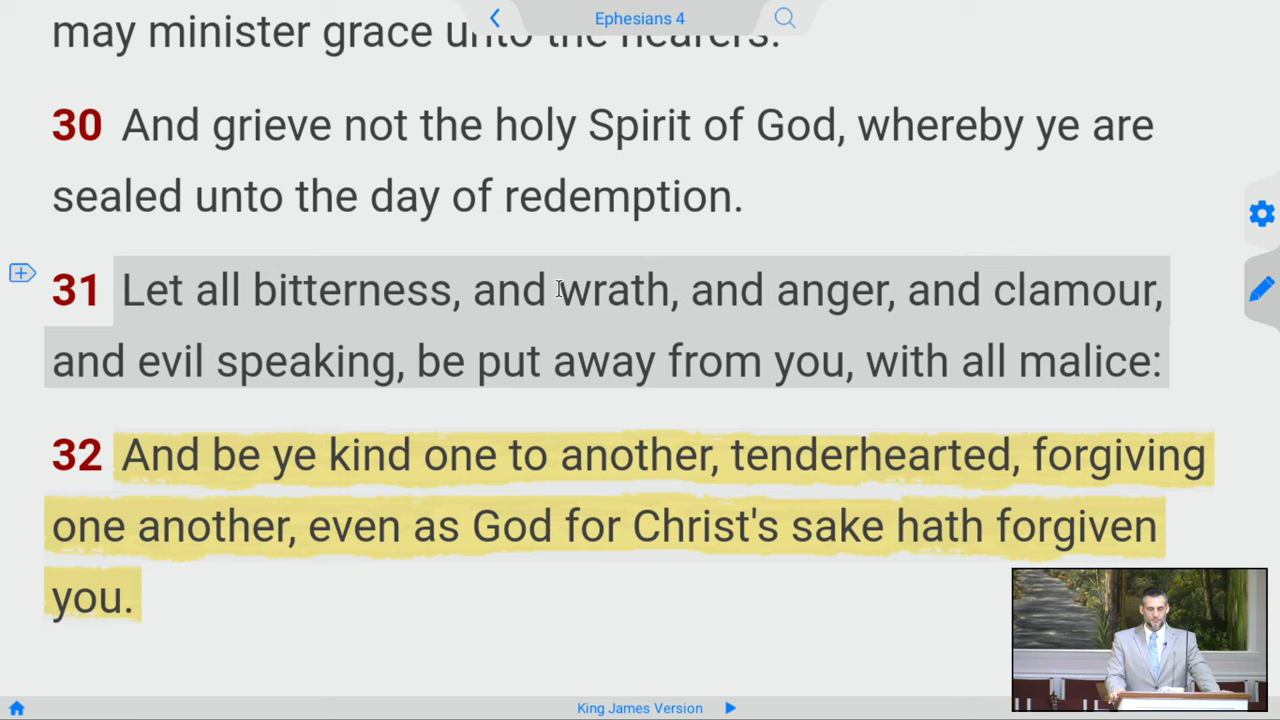 Ephesians 4
may minister grace unto the hearers.
30 And grieve not the holy Spirit of God, whereby ye are
sealed unto the day of redemption.
31 Let all bitterness, and wrath, and anger, and clamour,
and evil speaking, be put away from you, with all malice:
32 And be ye kind one to another, tenderhearted, forgiving
one another, even as God for Christ's sake hath forgiven
you.
King James Version